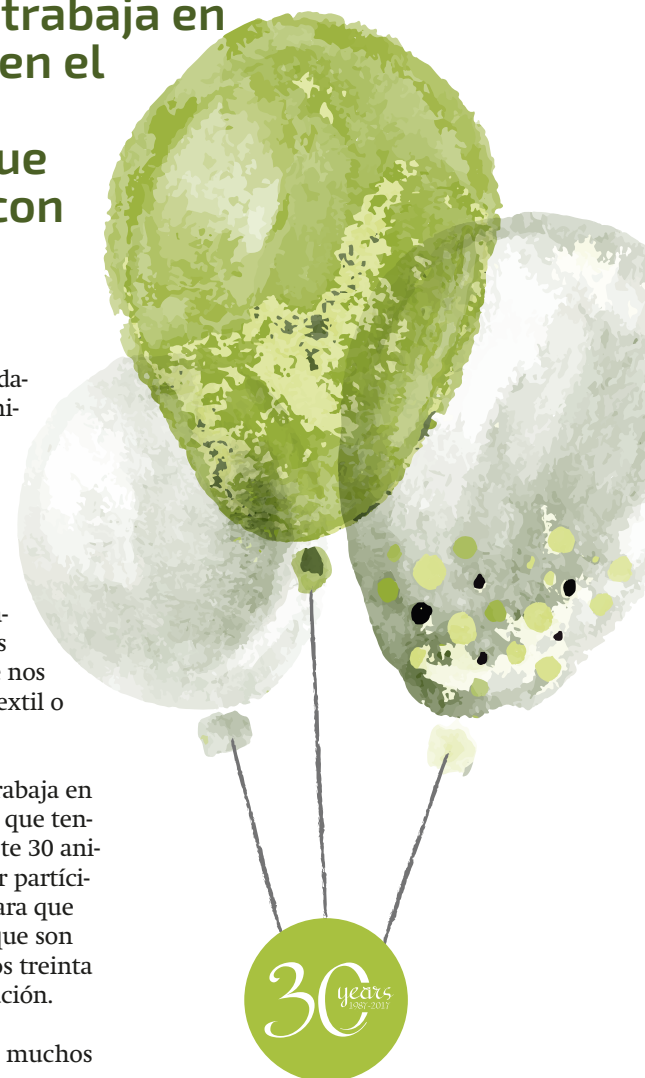 trabaja en
en el
ue
con
da-
ni-
s
nos
extil o
rabaja en
que ten-
te 30 ani-
r partíci-
ara que
que son
os treinta
ción.
muchos
30
years
1987-2017